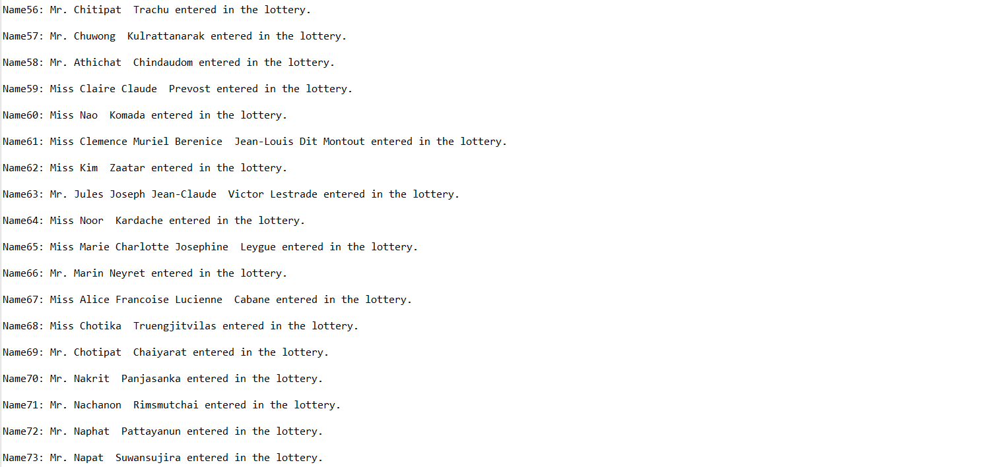 Name56: Mr. Chitipat  Trachu entered in the lottery.
Name57: Mr. Chuwong  Kulrattanarak entered in the lottery.
Name58: Mr. Athichat  Chindaudom entered in the lottery.
Name59: Miss Claire Claude  Prevost entered in the lottery.
Name60: Miss Nao  Komada entered in the lottery.
Name61: Miss Clemence Muriel Berenice  Jean-Louis Dit Montout entered in the lottery.
Name62: Miss Kim  Zaatar entered in the lottery.
Name63: Mr. Jules Joseph Jean-Claude  Victor Lestrade entered in the lottery.
Name64: Miss Noor  Kardache entered in the lottery.
Name65: Miss Marie Charlotte Josephine  Leygue entered in the lottery.
Name66: Mr. Marin Neyret entered in the lottery.
Name67: Miss Alice Francoise Lucienne  Cabane entered in the lottery.
Name68: Miss Chotika  Truengjitvilas entered in the lottery.
Name69: Mr. Chotipat  Chaiyarat entered in the lottery.
Name70: Mr. Nakrit  Panjasanka entered in the lottery.
Name71: Mr. Nachanon  Rimsmutchai entered in the lottery.
Name72: Mr. Naphat  Pattayanun entered in the lottery.
Name73: Mr. Napat  Suwansujira entered in the lottery.